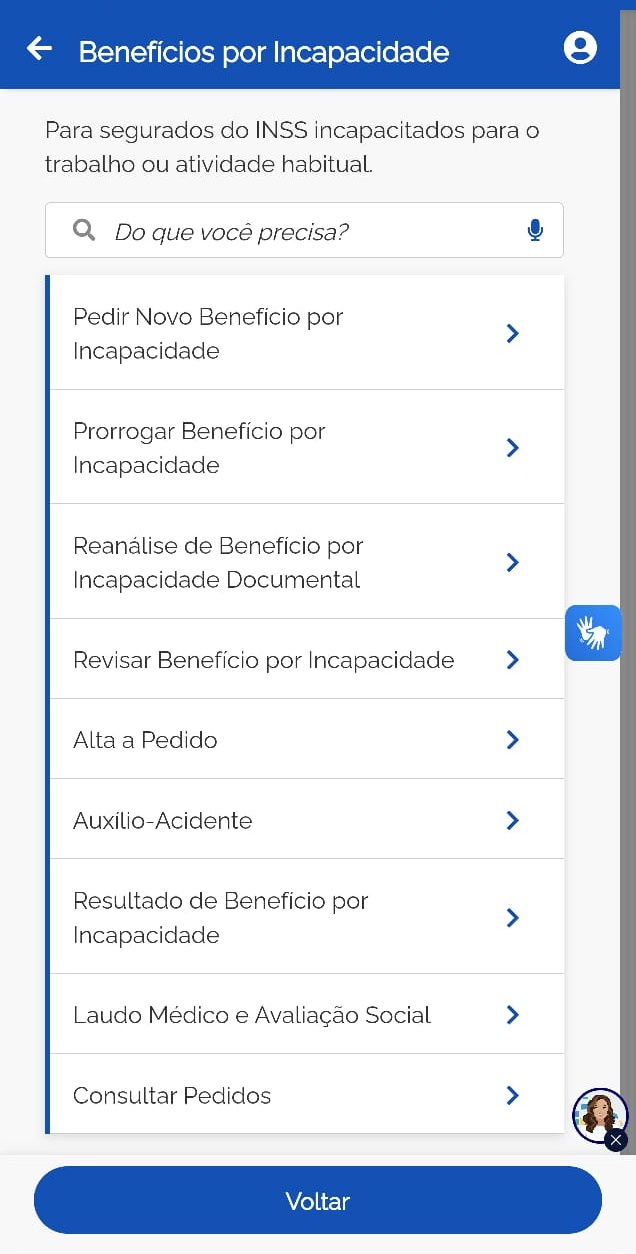 Benefícios por Incapacidade
Para segurados do INSS incapacitados para o
trabalho ou atividade habitual.
Do que você precisa?
Pedir Novo Benefício por
Incapacidade
Prorrogar Benefício por
Incapacidade
Reanálise de Benefício por
Incapacidade Documental
Revisar Benefício por Incapacidade
Alta a Pedido
Auxílio-Acidente
Resultado de Benefício por
Incapacidade
Laudo Médico e Avaliação Social
Consultar Pedidos
Voltar